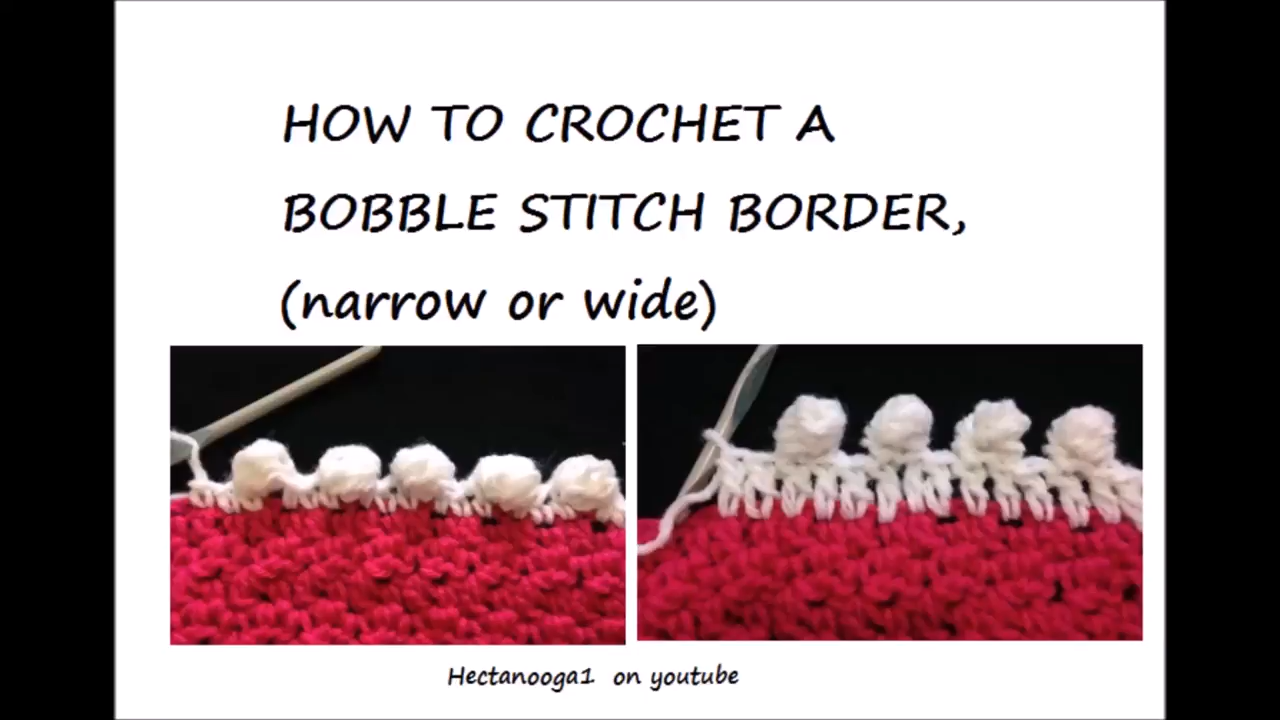 HOW TO CROCHET A
BOBBLE STITCH BORDER,
(narrow or wide)
Hectanooga1 on youtube